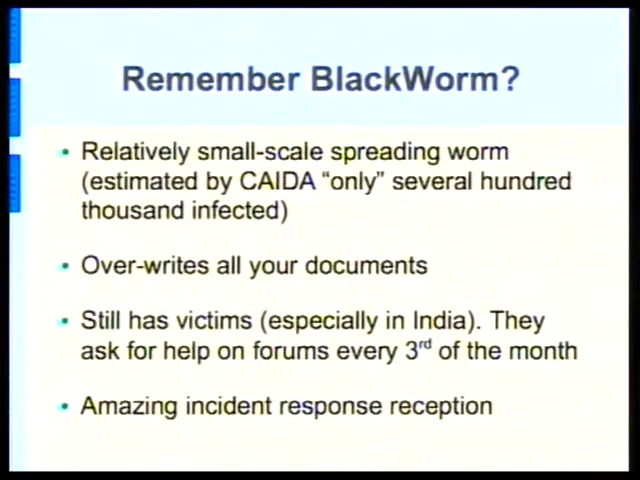 Remember BlackWorm?
• Relatively small-scale spreading worm
(estimated by CAIDA “only” several hundred
thousand infected)
• Over-writes all your documents
• Still has victims (especially in India). They
ask for help on forums every 3rd of the month
• Amazing incident response reception